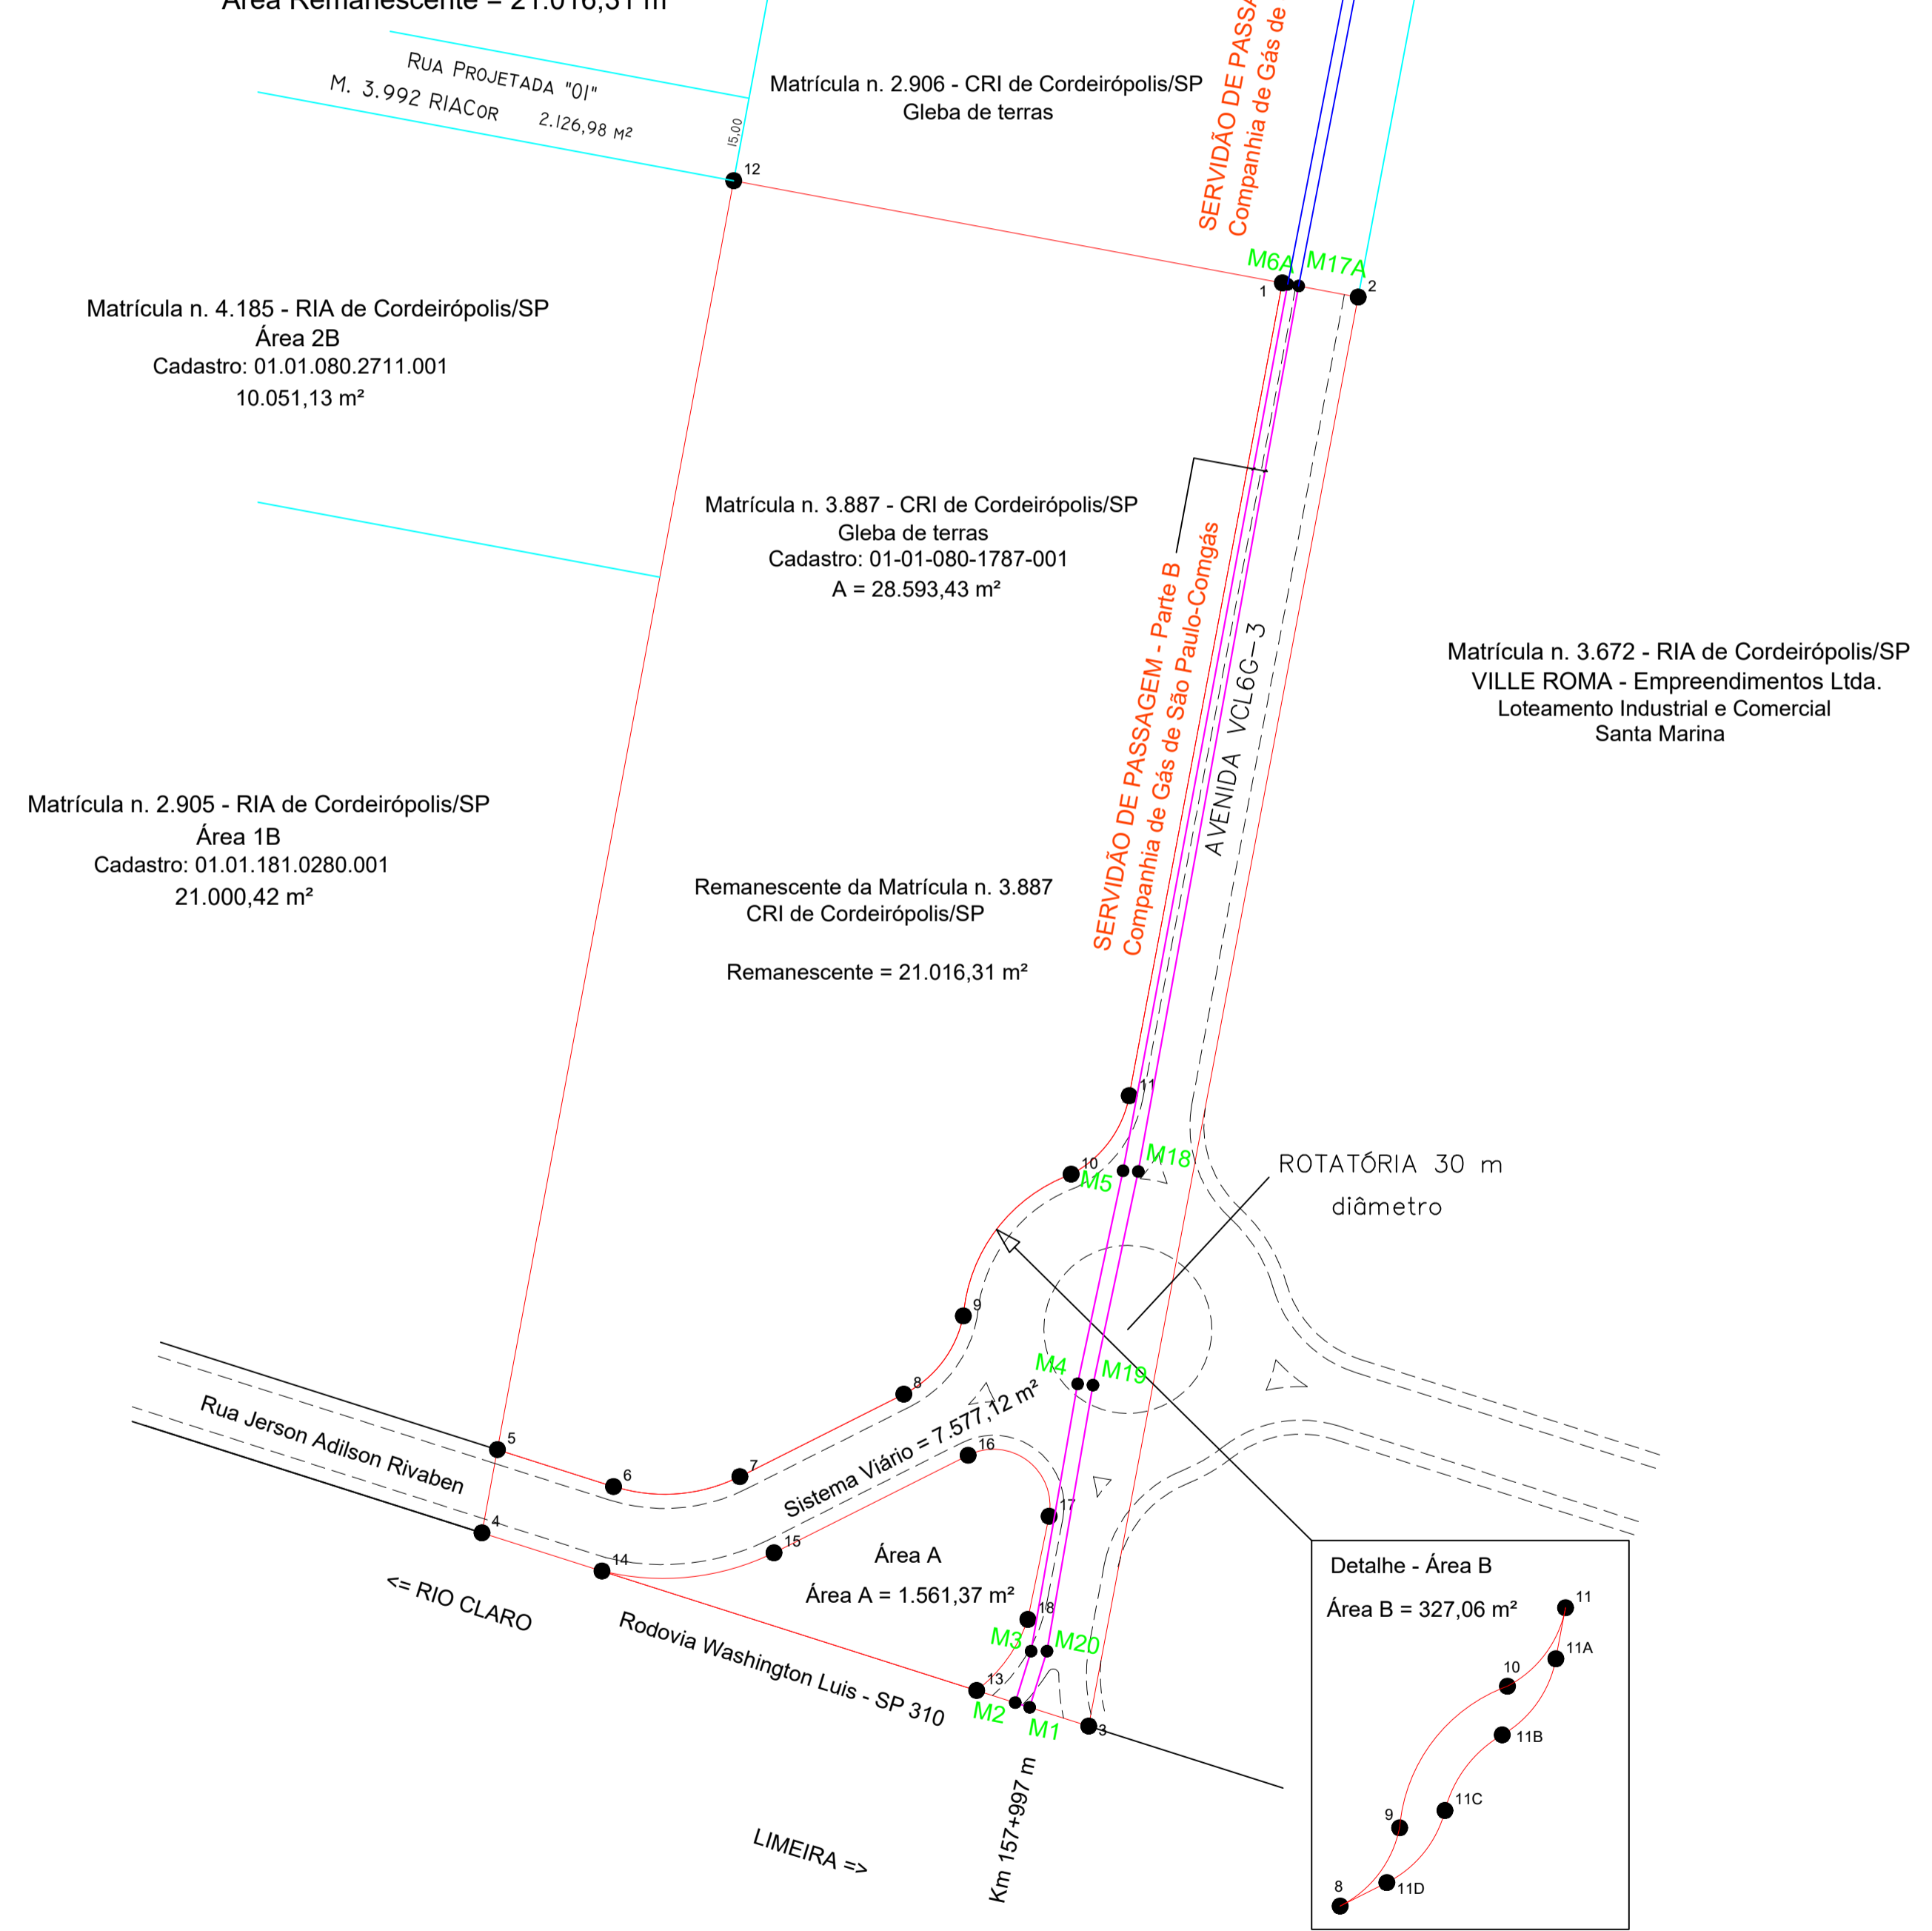 Área Remanescente = 21.016,31 m²
RUA PROJETADA "01"
M. 3.992 RIACOR 2.126,98 M²
15,00
12
Matrícula n. 2.906 - CRI de Cordeirópolis/SP
Gleba de terras
SERVIDÃO DE PASSA
Companhia de Gás de
M6A
M17A
1
2
Matrícula n. 4.185 - RIA de Cordeirópolis/SP
Área 2B
Cadastro: 01.01.080.2711.001
10.051,13 m²
Matrícula n. 3.887 - CRI de Cordeirópolis/SP
Gleba de terras
Cadastro: 01-01-080-1787-001
A = 28.593,43 m²
SERVIDÃO DE PASSAGEM - Parte B
Companhia de Gás de São Paulo-Comgás
AVENIDA VCL6G-3
Matrícula n. 3.672 - RIA de Cordeirópolis/SP
VILLE ROMA - Empreendimentos Ltda.
Loteamento Industrial e Comercial
Santa Marina
Matrícula n. 2.905 - RIA de Cordeirópolis/SP
Área 1B
Cadastro: 01.01.181.0280.001
21.000,42 m²
Remanescente da Matrícula n. 3.887
CRI de Cordeirópolis/SP
Remanescente = 21.016,31 m²
11
10
M5
M18
ROTATÓRIA 30 m
diâmetro
9
M4
M19
8
Rua Jerson Adilson Rivaben
5
6
7
Sistema Viário = 7.577,12 m²
16
17
4
14
15
Área A
Área A = 1.561,37 m²
18
<= RIO CLARO
Rodovia Washington Luis - SP 310
M3
M20
13
M2
M1
3
Km 157+997 m
LIMEIRA =>
Detalhe - Área B
Área B = 327,06 m²
11
11A
10
11B
11C
9
8
11D